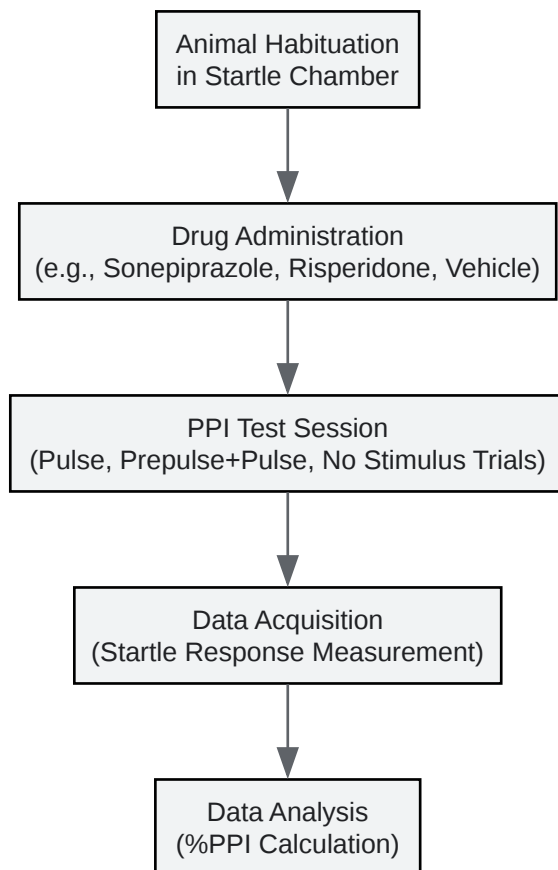 Animal Habituation
in Startle Chamber
Drug Administration
(e.g., Sonepiprazole, Risperidone, Vehicle)
PPI Test Session
(Pulse, Prepulse+Pulse, No Stimulus Trials)
Data Acquisition
(Startle Response Measurement)
Data Analysis
(%PPI Calculation)